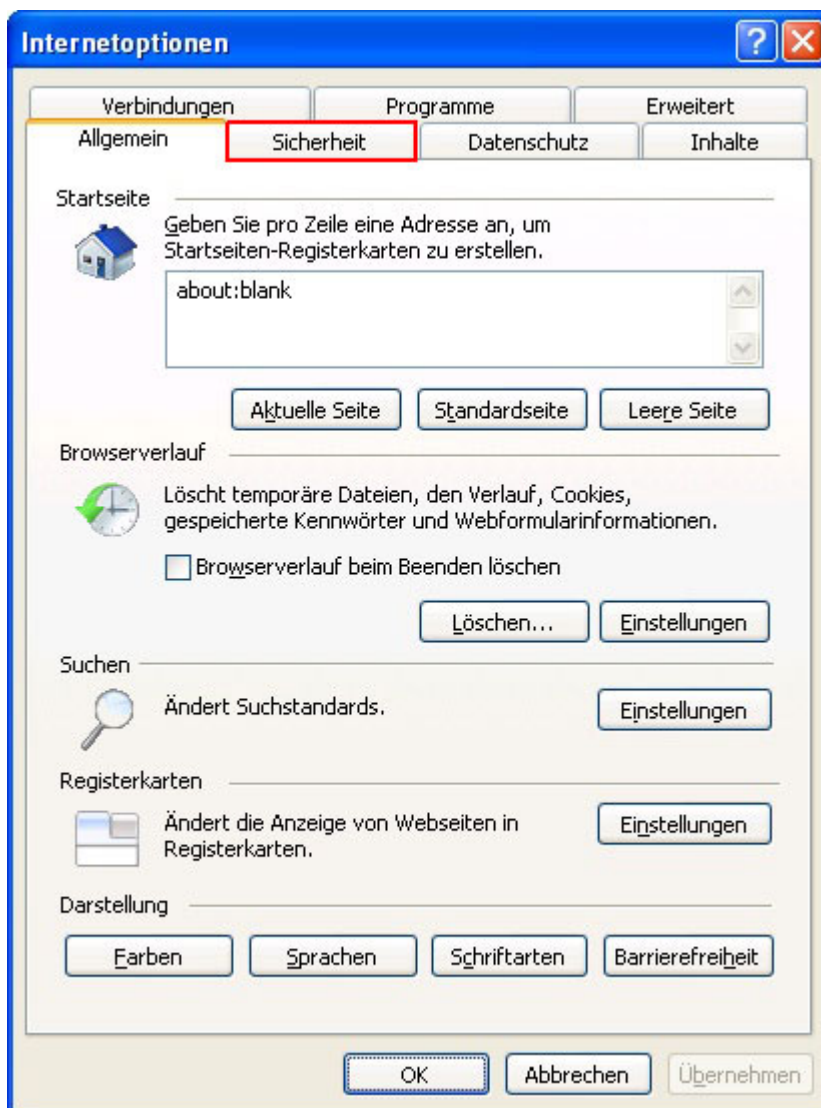 Internetoptionen
Verbindungen Programme Erweitert
Allgemein Sicherheit Datenschutz Inhalte
Startseite
Geben Sie pro Zeile eine Adresse an, um
Startseiten-Registerkarten zu erstellen.
about:blank
Aktuelle Seite Standardseite Leere Seite
Browserverlauf
Löscht temporäre Dateien, den Verlauf, Cookies,
gespeicherte Kennwörter und Webformularinformationen.
Browserverlauf beim Beenden löschen
Löschen... Einstellungen
Suchen
Ändert Suchstandards. Einstellungen
Registerkarten
Ändert die Anzeige von Webseiten in
Registerkarten.
Einstellungen
Darstellung
Farben Sprachen Schriftarten Barrierefreiheit
OK Abbrechen Übernehmen